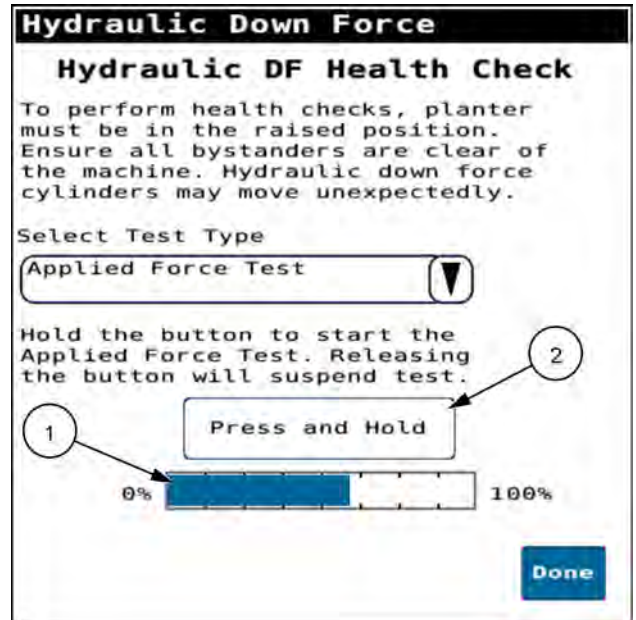 Hydraulic Down Force
Hydraulic DF Health Check
To perform health checks, planter
must be in the raised position.
Ensure all bystanders are clear of
the machine. Hydraulic down force
cylinders may move unexpectedly.
Select Test Type
Applied Force Test
Hold the button to start the
Applied Force Test. Releasing
the button will suspend test.
2
Press and Hold
1
0% 100%
Done